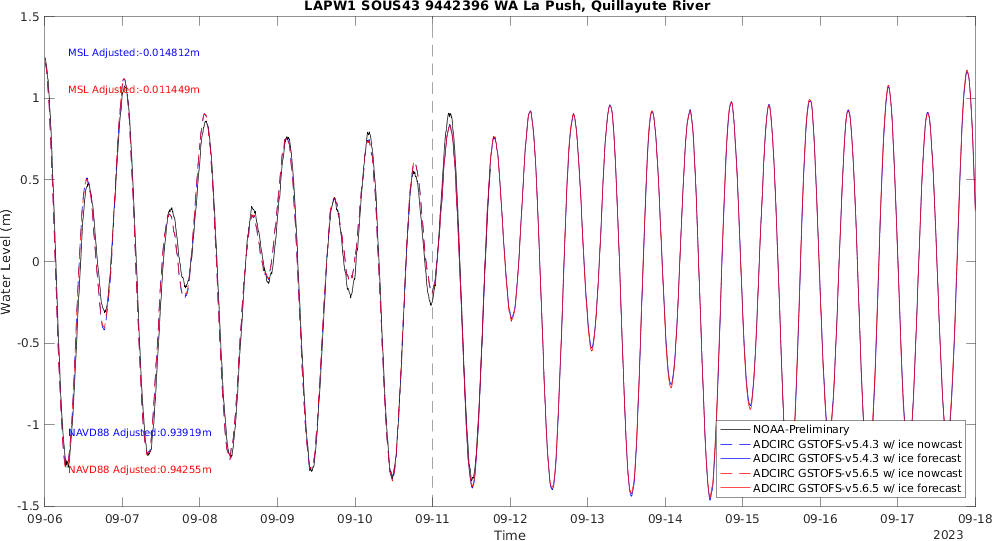 LAPW1 SOUS43 9442396 WA La Push, Quillayute River
1.5
MSL Adjusted:-0.014812m
MSL Adjusted:-0.011449m
1
0.5
0
-0.5
-1
-1.5
Water Level (m)
NAVD88 Adjusted:0.93919m
NAVD88 Adjusted:0.94255m
NOAA-Preliminary
ADCIRC GSTOFS-v5.4.3 w/ ice nowcast
ADCIRC GSTOFS-v5.4.3 w/ ice forecast
ADCIRC GSTOFS-v5.6.5 w/ ice nowcast
ADCIRC GSTOFS-v5.6.5 w/ ice forecast
09-06 09-07 09-08 09-09 09-10 09-11 09-12 09-13 09-14 09-15 09-16 09-17 09-18
Time
2023